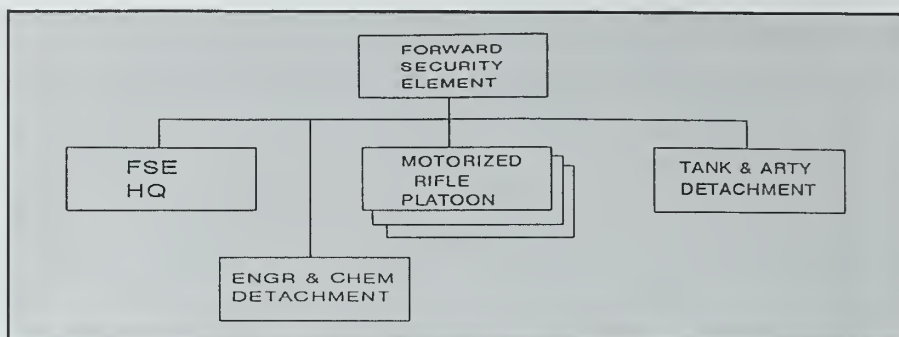 FORWARD
SECURITY
ELEMENT
FSE
HQ
MOTORIZED
RIFLE
PLATOON
TANK & ARTY
DETACHMENT
ENGR & CHEM
DETACHMENT